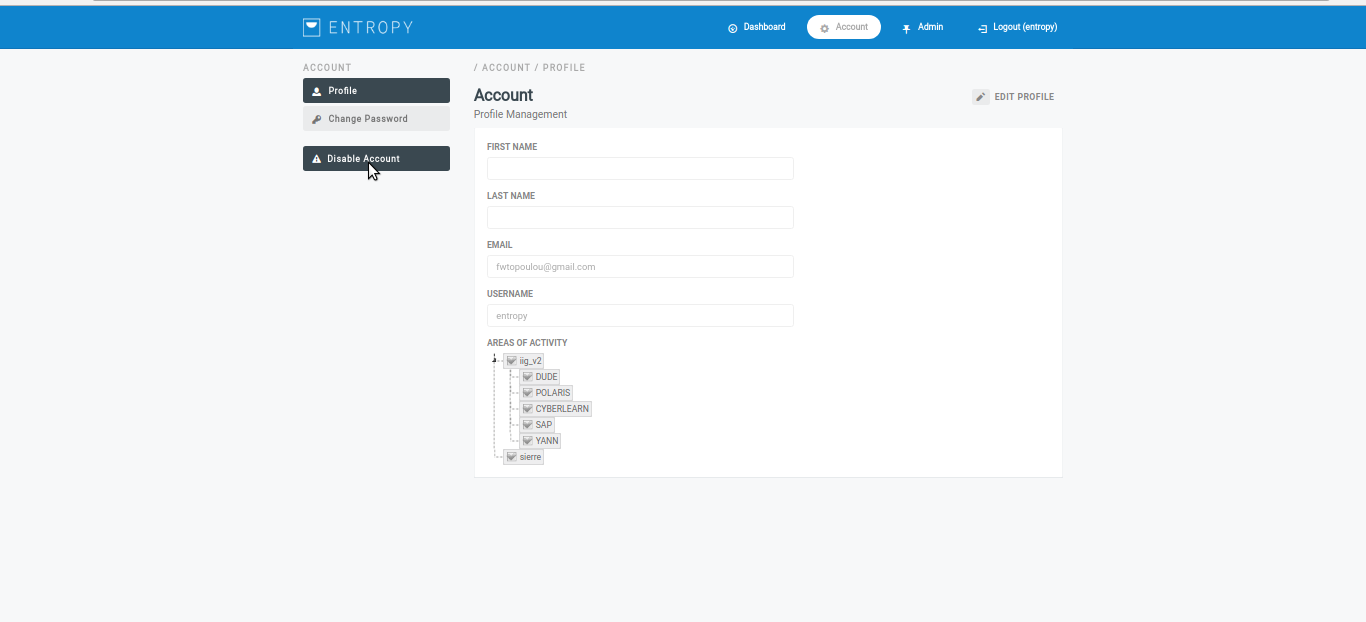 ENTROPY
Dashboard
Account
Admin
Logout (entropy)
ACCOUNT
Profile
Change Password
Disable Account
/ ACCOUNT / PROFILE
Account
Profile Management
EDIT PROFILE
FIRST NAME
LAST NAME
EMAIL
fwtopoulou@gmail.com
USERNAME
entropy
AREAS OF ACTIVITY
iig_v2
DUDE
POLARIS
CYBERLEARN
SAP
YANN
sierre